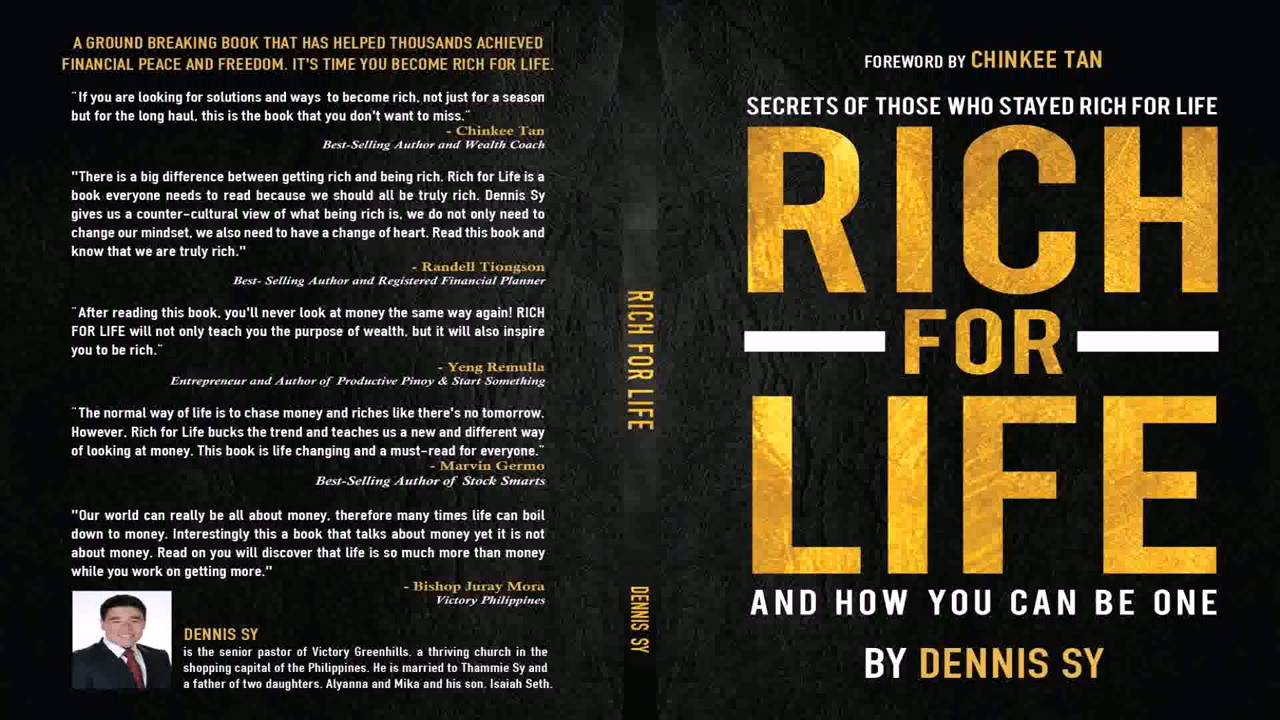 A GROUND BREAKING BOOK THAT HAS HELPED THOUSANDS ACHIEVED
FINANCIAL PEACE AND FREEDOM. IT'S TIME YOU BECOME RICH FOR LIFE.
¨If you are looking for solutions and ways to become rich, not just for a season
but for the long haul, this is the book that you don't want to miss.¨
- Chinkee Tan
Best-Selling Author and Wealth Coach
"There is a big difference between getting rich and being rich. Rich for Life is a
book everyone needs to read because we should all be truly rich. Dennis Sy
gives us a counter-cultural view of what being rich is, we do not only need to
change our mindset, we also need to have a change of heart. Read this book and
know that we are truly rich."
- Randell Tiongson
Best- Selling Author and Registered Financial Planner
¨After reading this book, you'll never look at money the same way again! RICH
FOR LIFE will not only teach you the purpose of wealth, but it will also inspire
you to be rich.¨
- Yeng Remulla
Entrepreneur and Author of Productive Pinoy & Start Something
¨The normal way of life is to chase money and riches like there's no tomorrow.
However, Rich for Life bucks the trend and teaches us a new and different way
of looking at money. This book is life changing and a must-read for everyone.¨
- Marvin Germo
Best-Selling Author of Stock Smarts
"Our world can really be all about money, therefore many times life can boil
down to money. Interestingly this a book that talks about money yet it is not
about money. Read on you will discover that life is so much more than money
while you work on getting more."
- Bishop Juray Mora
Victory Philippines
DENNIS SY
is the senior pastor of Victory Greenhills, a thriving church in the
shopping capital of the Philippines. He is married to Thammie Sy and
a father of two daughters, Alyanna and Mika and his son, Isaiah Seth.
RICH FOR LIFE
DENNIS SY
FOREWORD BY CHINKEE TAN
SECRETS OF THOSE WHO STAYED RICH FOR LIFE
RICH
FOR
LIFE
AND HOW YOU CAN BE ONE
BY DENNIS SY